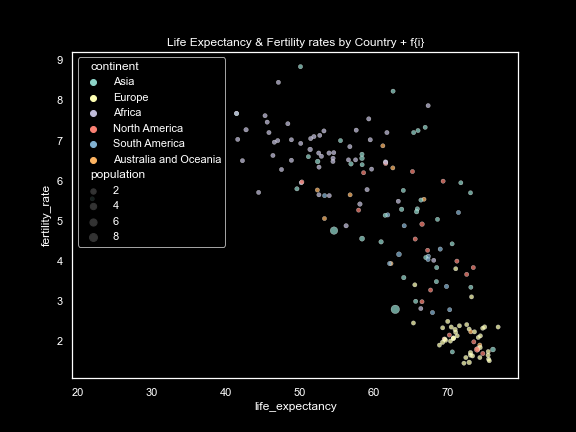 Life Expectancy & Fertility rates by Country + f{i}
9
8
7
6
5
4
3
2
fertility_rate
continent
Asia
Europe
Africa
North America
South America
Australia and Oceania
population
2
4
6
8
20
30
40
50
60
70
life_expectancy